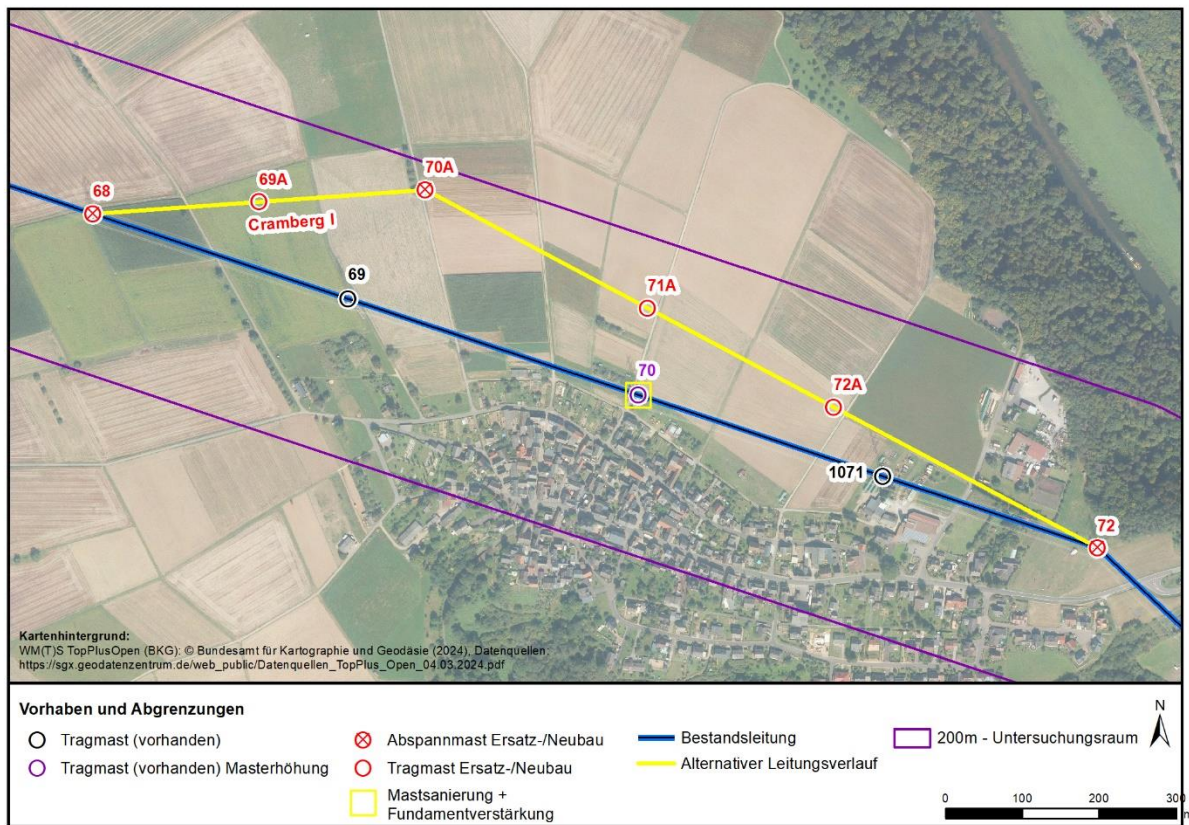 68
69A
70A
Cramberg I
69
71A
70
72A
1071
72
Kartenhintergrund:
WM(T)S TopPlusOpen (BKG): © Bundesamt für Kartographie und Geodäsie (2024), Datenquellen:
https://sgx.geodatenzentrum.de/web_public/Datenquellen_TopPlus_Open_04.03.2024.pdf
Vorhaben und Abgrenzungen
Tragmast (vorhanden)
Tragmast (vorhanden) Masterhöhung
Abspannmast Ersatz-/Neubau
Tragmast Ersatz-/Neubau
Mastsanierung +
Fundamentverstärkung
Bestandsleitung
Alternativer Leitungsverlauf
200m - Untersuchungsraum
N
0 100 200 300
m